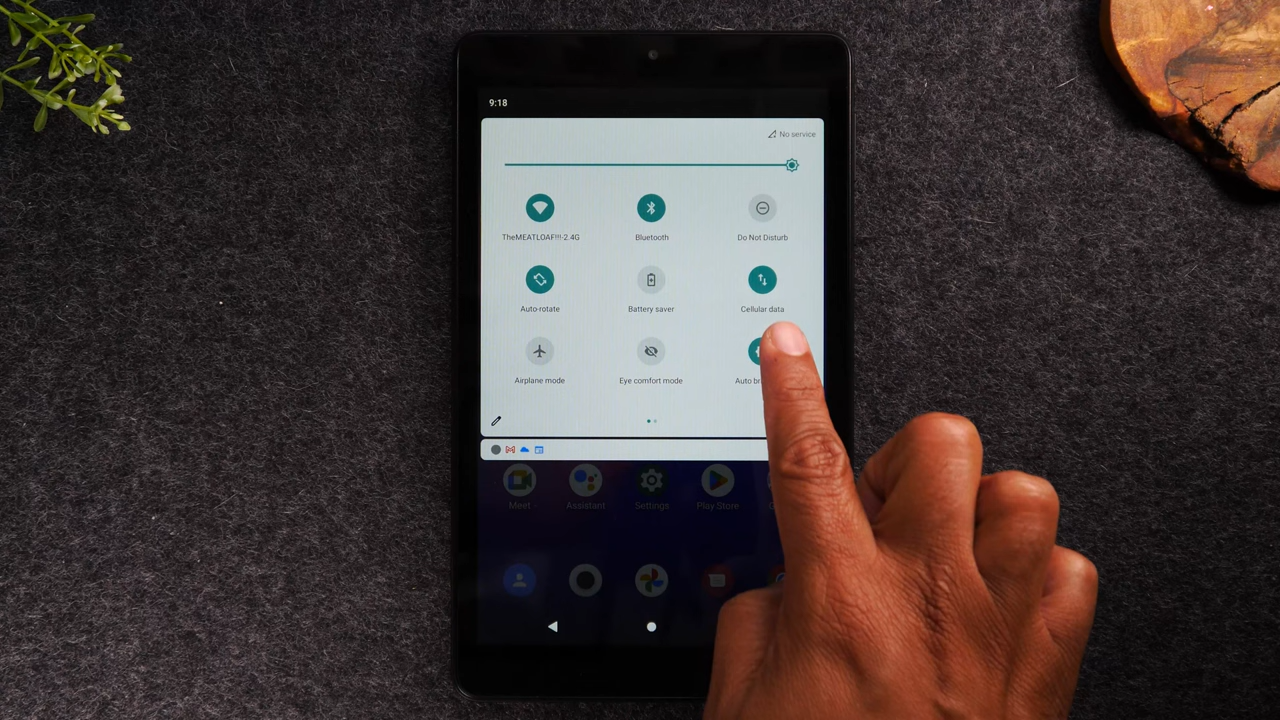 9:18
No service
TheMEATLOAF!!!-2.4G Bluetooth Do Not Disturb
Auto-rotate Battery saver Cellular data
Airplane mode Eye comfort mode Auto
Meet Assistant Settings Play Store